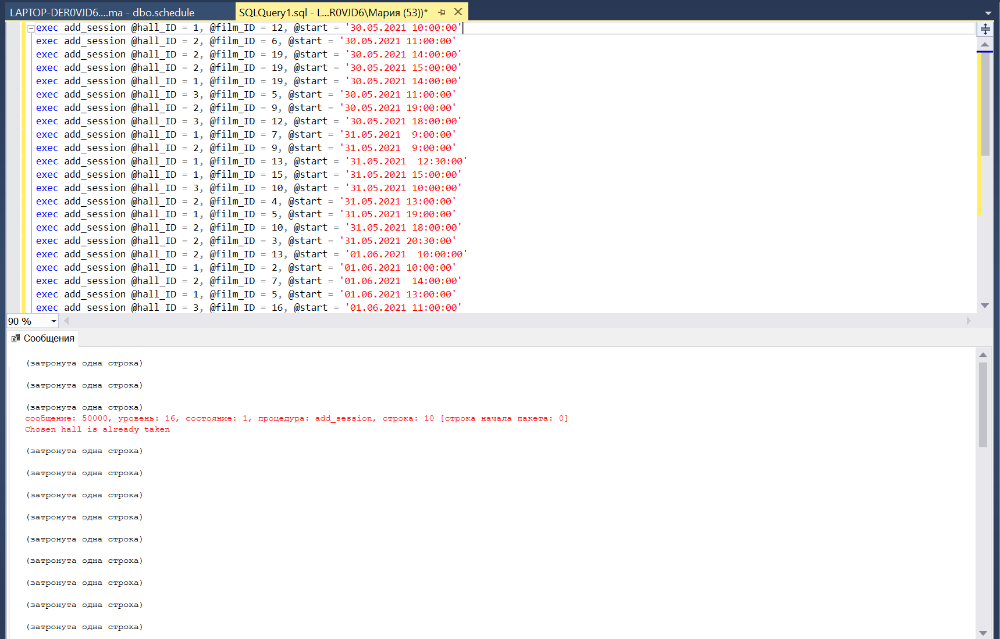 LAPTOP-DER0VJD6....ma - dbo.schedule
SQLQuery1.sql - L...R0VJD6\Мария (53))*
exec add_session @hall_ID = 1, @film_ID = 12, @start = '30.05.2021 10:00:00'
exec add_session @hall_ID = 2, @film_ID = 6, @start = '30.05.2021 11:00:00'
exec add_session @hall_ID = 2, @film_ID = 19, @start = '30.05.2021 14:00:00'
exec add_session @hall_ID = 2, @film_ID = 19, @start = '30.05.2021 15:00:00'
exec add_session @hall_ID = 1, @film_ID = 19, @start = '30.05.2021 14:00:00'
exec add_session @hall_ID = 3, @film_ID = 5, @start = '30.05.2021 11:00:00'
exec add_session @hall_ID = 2, @film_ID = 9, @start = '30.05.2021 19:00:00'
exec add_session @hall_ID = 3, @film_ID = 12, @start = '30.05.2021 18:00:00'
exec add_session @hall_ID = 1, @film_ID = 7, @start = '31.05.2021  9:00:00'
exec add_session @hall_ID = 2, @film_ID = 9, @start = '31.05.2021  9:00:00'
exec add_session @hall_ID = 1, @film_ID = 13, @start = '31.05.2021  12:30:00'
exec add_session @hall_ID = 1, @film_ID = 15, @start = '31.05.2021 15:00:00'
exec add_session @hall_ID = 3, @film_ID = 10, @start = '31.05.2021 10:00:00'
exec add_session @hall_ID = 2, @film_ID = 4, @start = '31.05.2021 13:00:00'
exec add_session @hall_ID = 1, @film_ID = 5, @start = '31.05.2021 19:00:00'
exec add_session @hall_ID = 2, @film_ID = 10, @start = '31.05.2021 18:00:00'
exec add_session @hall_ID = 2, @film_ID = 3, @start = '31.05.2021 20:30:00'
exec add_session @hall_ID = 2, @film_ID = 13, @start = '01.06.2021  10:00:00'
exec add_session @hall_ID = 1, @film_ID = 2, @start = '01.06.2021 10:00:00'
exec add_session @hall_ID = 2, @film_ID = 7, @start = '01.06.2021  14:00:00'
exec add_session @hall_ID = 1, @film_ID = 5, @start = '01.06.2021 13:00:00'
exec add_session @hall_ID = 3, @film_ID = 16, @start = '01.06.2021 11:00:00'
90 %
Сообщения
(затронута одна строка)
(затронута одна строка)
(затронута одна строка)
сообщение: 50000, уровень: 16, состояние: 1, процедура: add_session, строка: 10 [строка начала пакета: 0]
Chosen hall is already taken
(затронута одна строка)
(затронута одна строка)
(затронута одна строка)
(затронута одна строка)
(затронута одна строка)
(затронута одна строка)
(затронута одна строка)
(затронута одна строка)
(затронута одна строка)